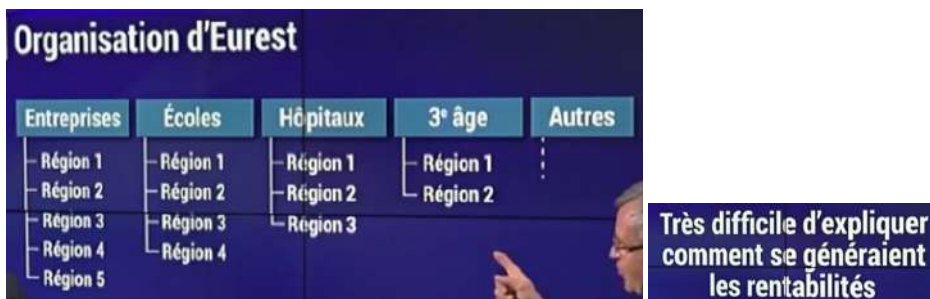 Organisation d'Eurest
Entreprises
Région 1
Région 2
Région 3
Région 4
Région 5
Écoles
Région 1
Région 2
Région 3
Région 4
Hôpitaux
Région 1
Région 2
Région 3
3e âge
Région 1
Région 2
Autres
Très difficile d'expliquer
comment se généraient
les rentabilités